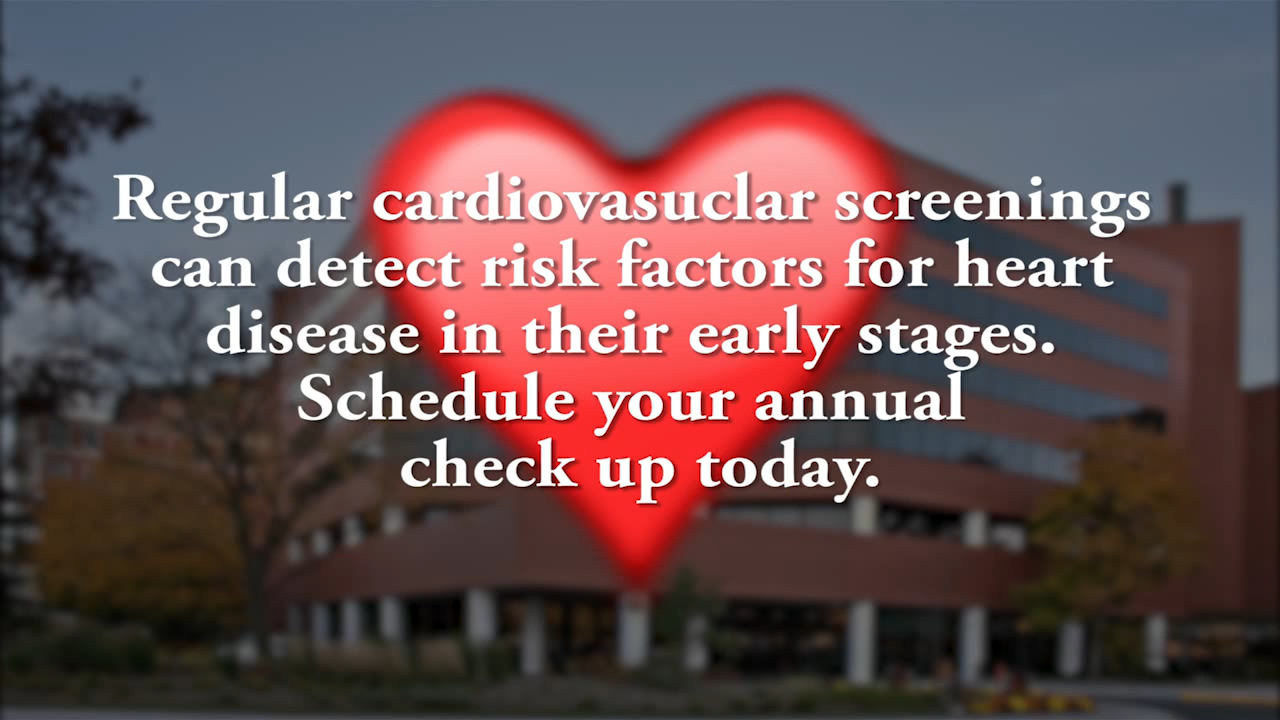 Regular cardiovasuclar screenings
can detect risk factors for heart
disease in their early stages.
Schedule your annual
check up today.